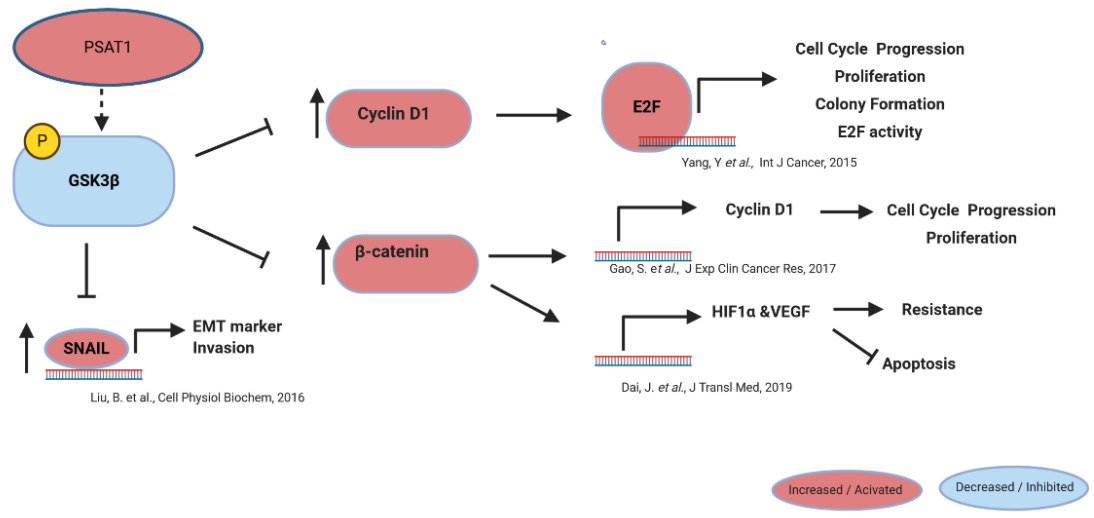 PSAT1
P
GSK3β
Cyclin D1
E2F
Cell Cycle Progression
Proliferation
Colony Formation
E2F activity
Yang, Y et al., Int J Cancer, 2015
β-catenin
Cyclin D1
Cell Cycle Progression
Proliferation
Gao, S. et al., J Exp Clin Cancer Res, 2017
HIF1α &VEGF
Resistance
Apoptosis
Dai, J. et al., J Transl Med, 2019
SNAIL
EMT marker
Invasion
Liu, B. et al., Cell Physiol Biochem, 2016
Increased / Acivated
Decreased / Inhibited